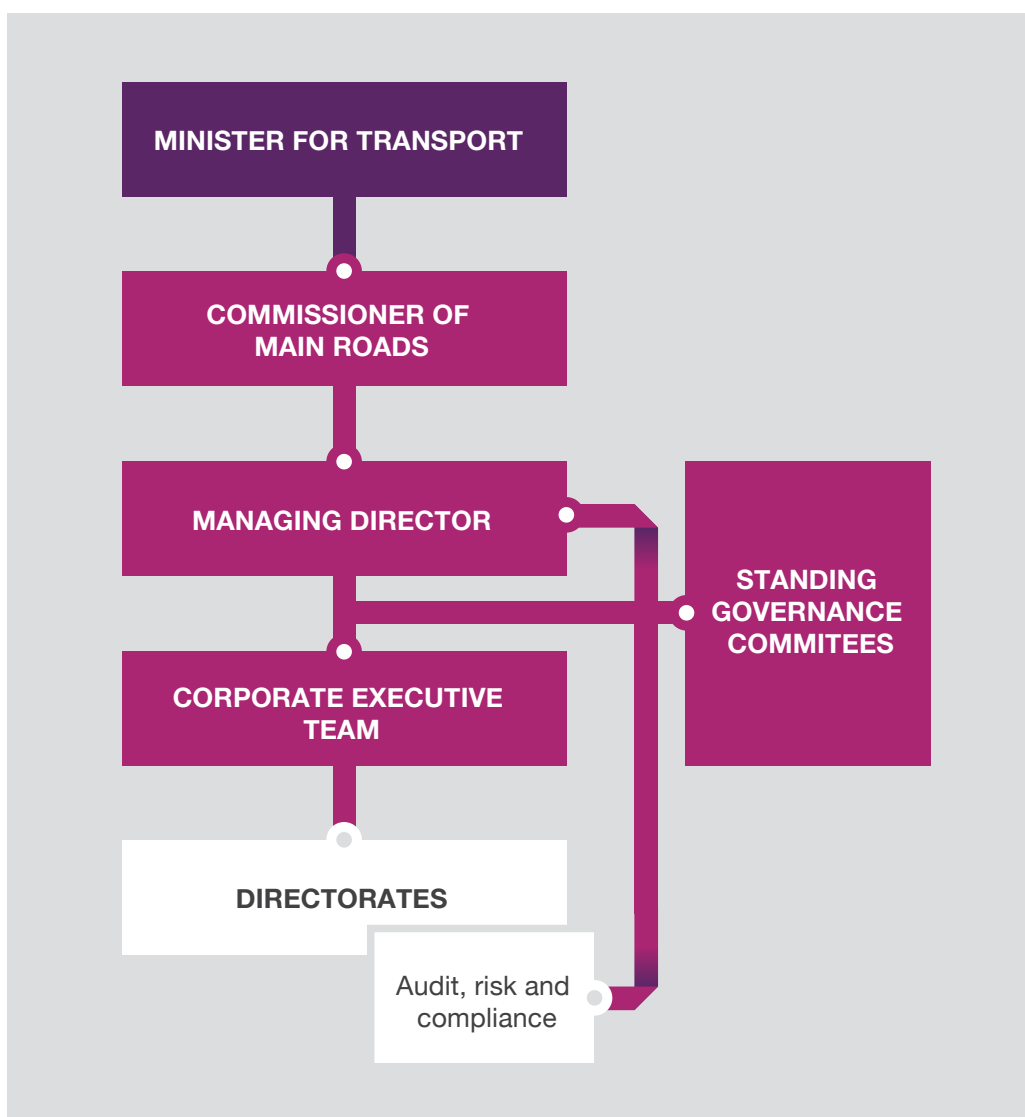 MINISTER FOR TRANSPORT
COMMISSIONER OF
MAIN ROADS
MANAGING DIRECTOR
STANDING
GOVERNANCE
COMMITEES
CORPORATE EXECUTIVE
TEAM
DIRECTORATES
Audit, risk and
compliance